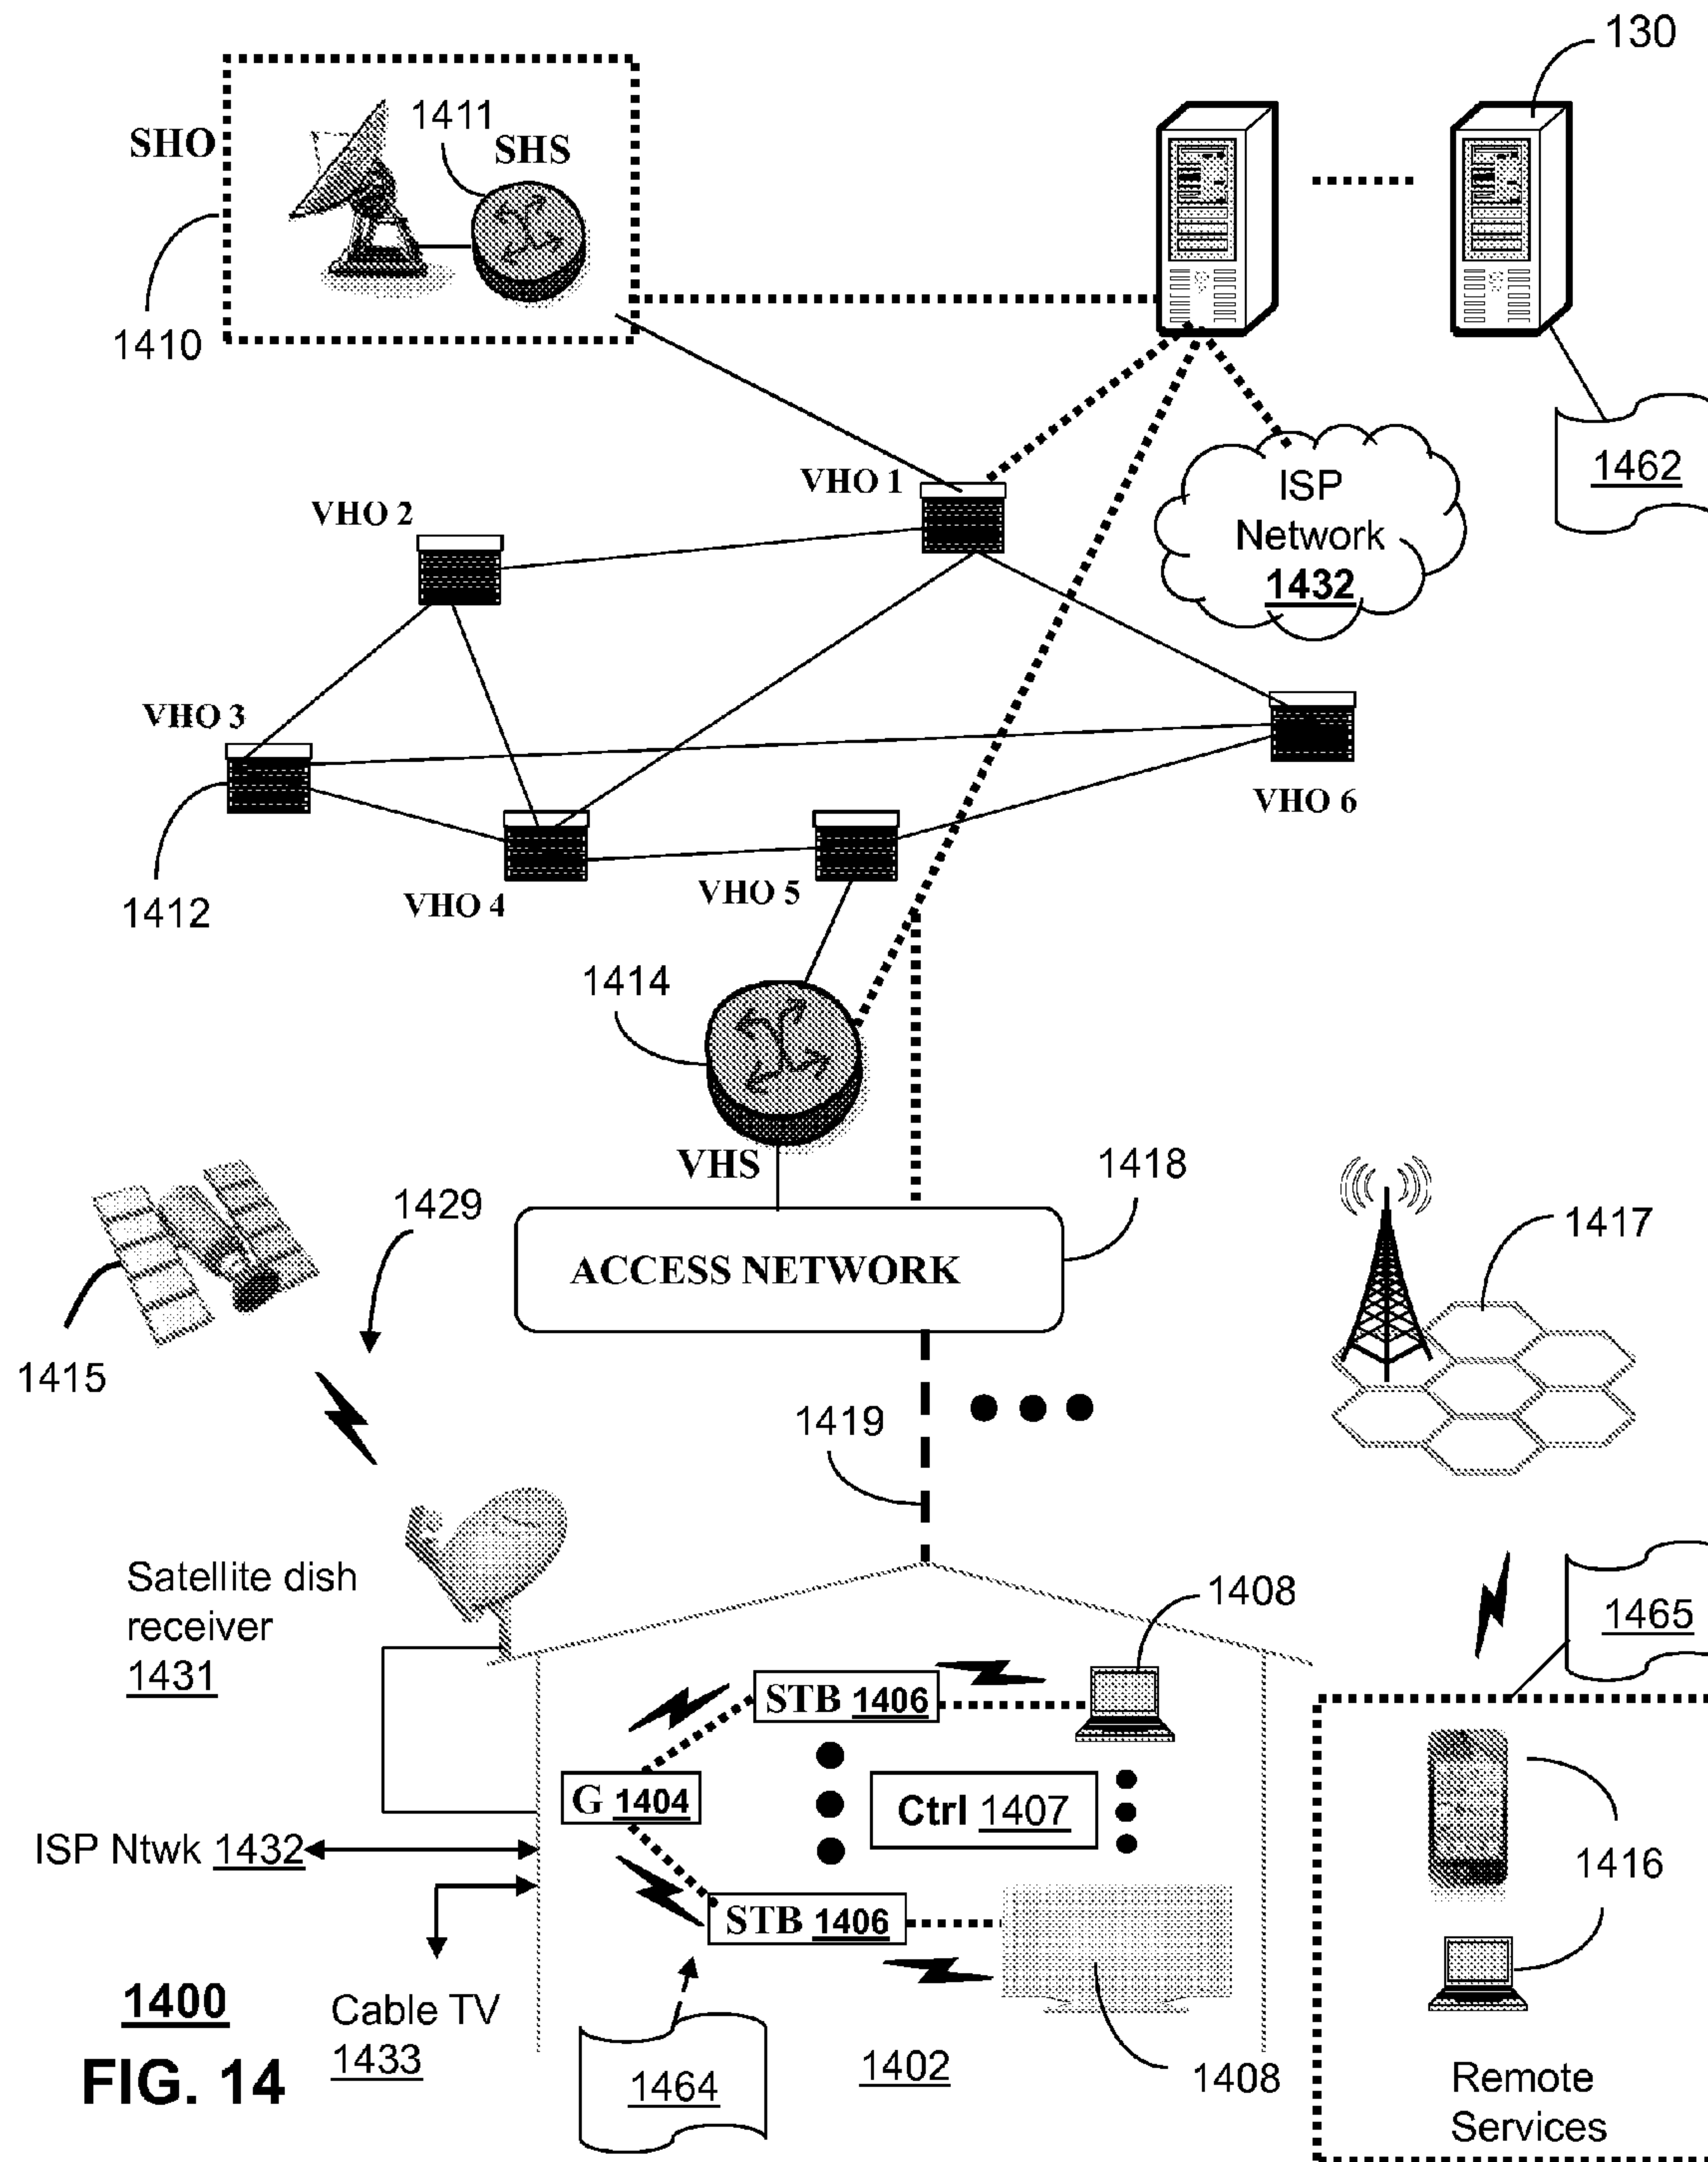 130
1411
SHO
SHS
1410
1462
VHO 1
ISP
Network
1432
VHO 2
VHO 3
VHO 6
VHO 5
VHO 4
1412
1414
VHS
1418
1429
1417
ACCESS NETWORK
1415
1419
Satellite dish
receiver
1431
1408
1465
STB 1406
G 1404
Ctrl 1407
ISP Ntwk 1432
1416
STB 1406
1400
Cable TV
1433
FIG. 14
1464
1402
1408
Remote
Services